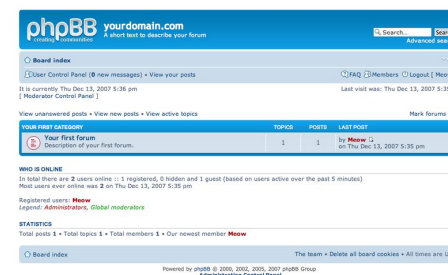 phpBB
creating communities
yourdomain.com
A short text to describe your forum
Search... Sear
Advanced sear
Board index
User Control Panel (0 new messages) • View your posts
FAQ Members Logout [ Meow
It is currently Thu Dec 13, 2007 5:36 pm
Last visit was: Thu Dec 13, 2007 5:35
[ Moderator Control Panel ]
View unanswered posts • View new posts • View active topics
Mark forums
YOUR FIRST CATEGORY TOPICS POSTS LAST POST
Your first forum
Description of your first forum.
1 1
by Meow
on Thu Dec 13, 2007 5:35 pm
WHO IS ONLINE
In total there are 2 users online :: 1 registered, 0 hidden and 1 guest (based on users active over the past 5 minutes)
Most users ever online was 2 on Thu Dec 13, 2007 5:35 pm
Registered users: Meow
Legend: Administrators, Global moderators
STATISTICS
Total posts 1 • Total topics 1 • Total members 1 • Our newest member Meow
Board index
The team • Delete all board cookies • All times are
Powered by phpBB © 2000, 2002, 2005, 2007 phpBB Group
Administration Control Panel